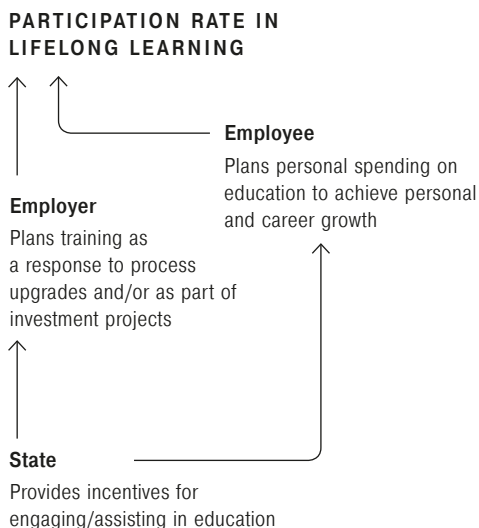 PARTICIPATION RATE IN
LIFELONG LEARNING
Employee
Plans personal spending on
education to achieve personal
and career growth
Employer
Plans training as
a response to process
upgrades and/or as part of
investment projects
State
Provides incentives for
engaging/assisting in education